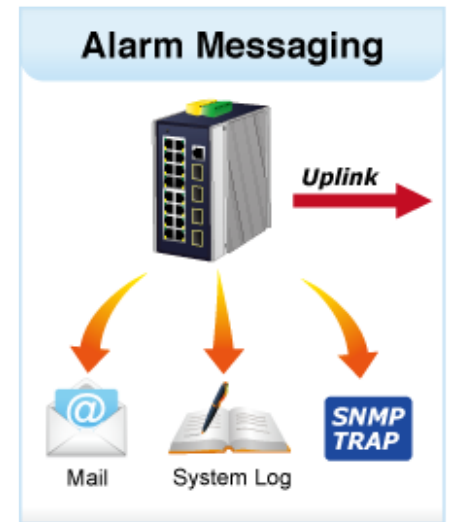 Alarm Messaging
Uplink
@
SNMP
TRAP
Mail
System Log